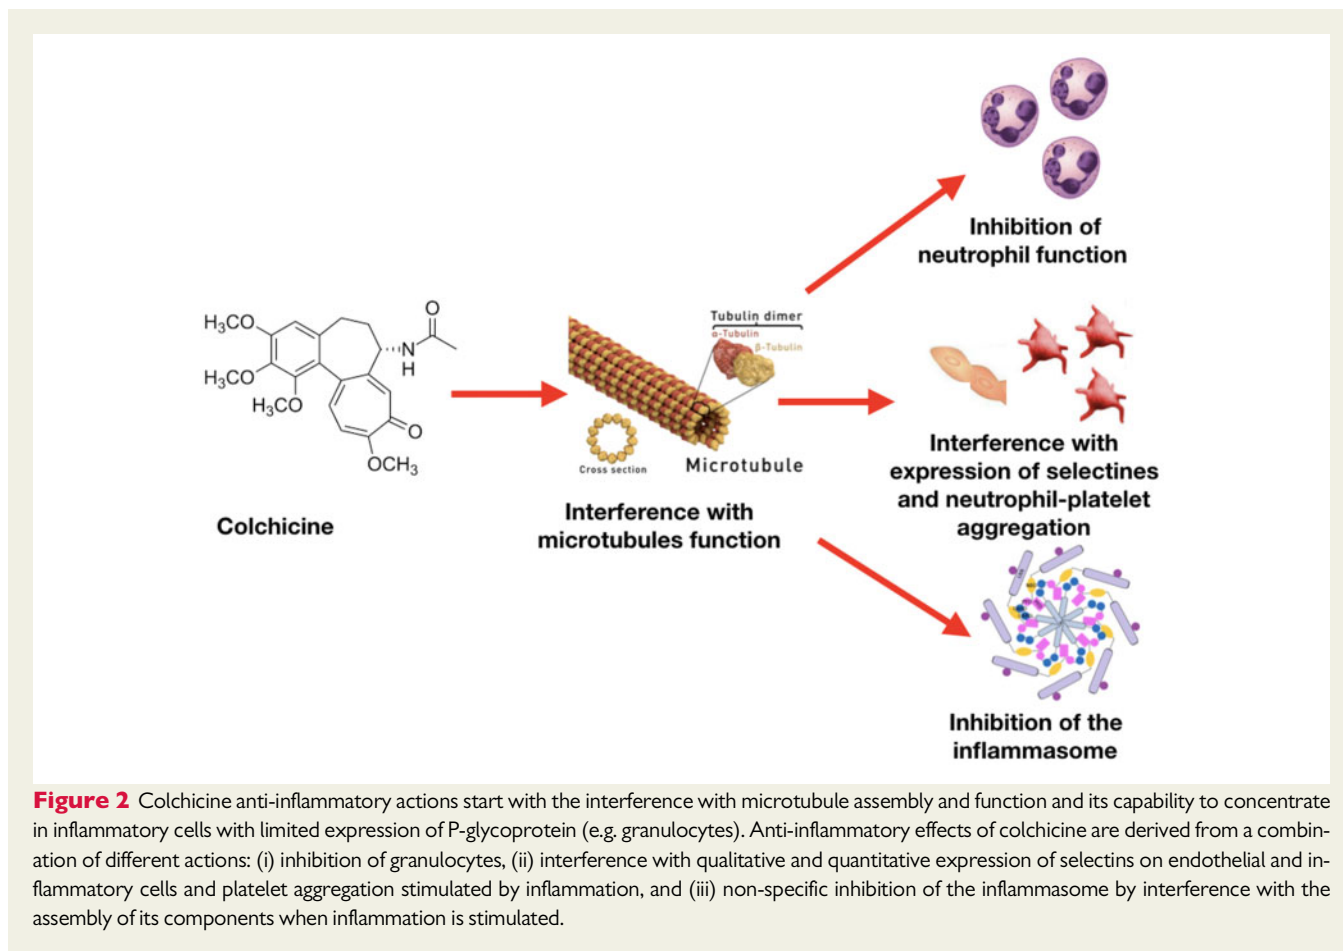 Inhibition of
neutrophil function
H₃CO
H₃CO
H₃CO
O
N
H
O
OCH₃
Colchicine
Tubulin dimer
α-Tubulin
β-Tubulin
Cross section
Microtubule
Interference with
microtubules function
Interference with
expression of selectines
and neutrophil-platelet
aggregation
Inhibition of the
inflammasome
Figure 2 Colchicine anti-inflammatory actions start with the interference with microtubule assembly and function and its capability to concentrate
in inflammatory cells with limited expression of P-glycoprotein (e.g. granulocytes). Anti-inflammatory effects of colchicine are derived from a combin-
ation of different actions: (i) inhibition of granulocytes, (ii) interference with qualitative and quantitative expression of selectins on endothelial and in-
flammatory cells and platelet aggregation stimulated by inflammation, and (iii) non-specific inhibition of the inflammasome by interference with the
assembly of its components when inflammation is stimulated.